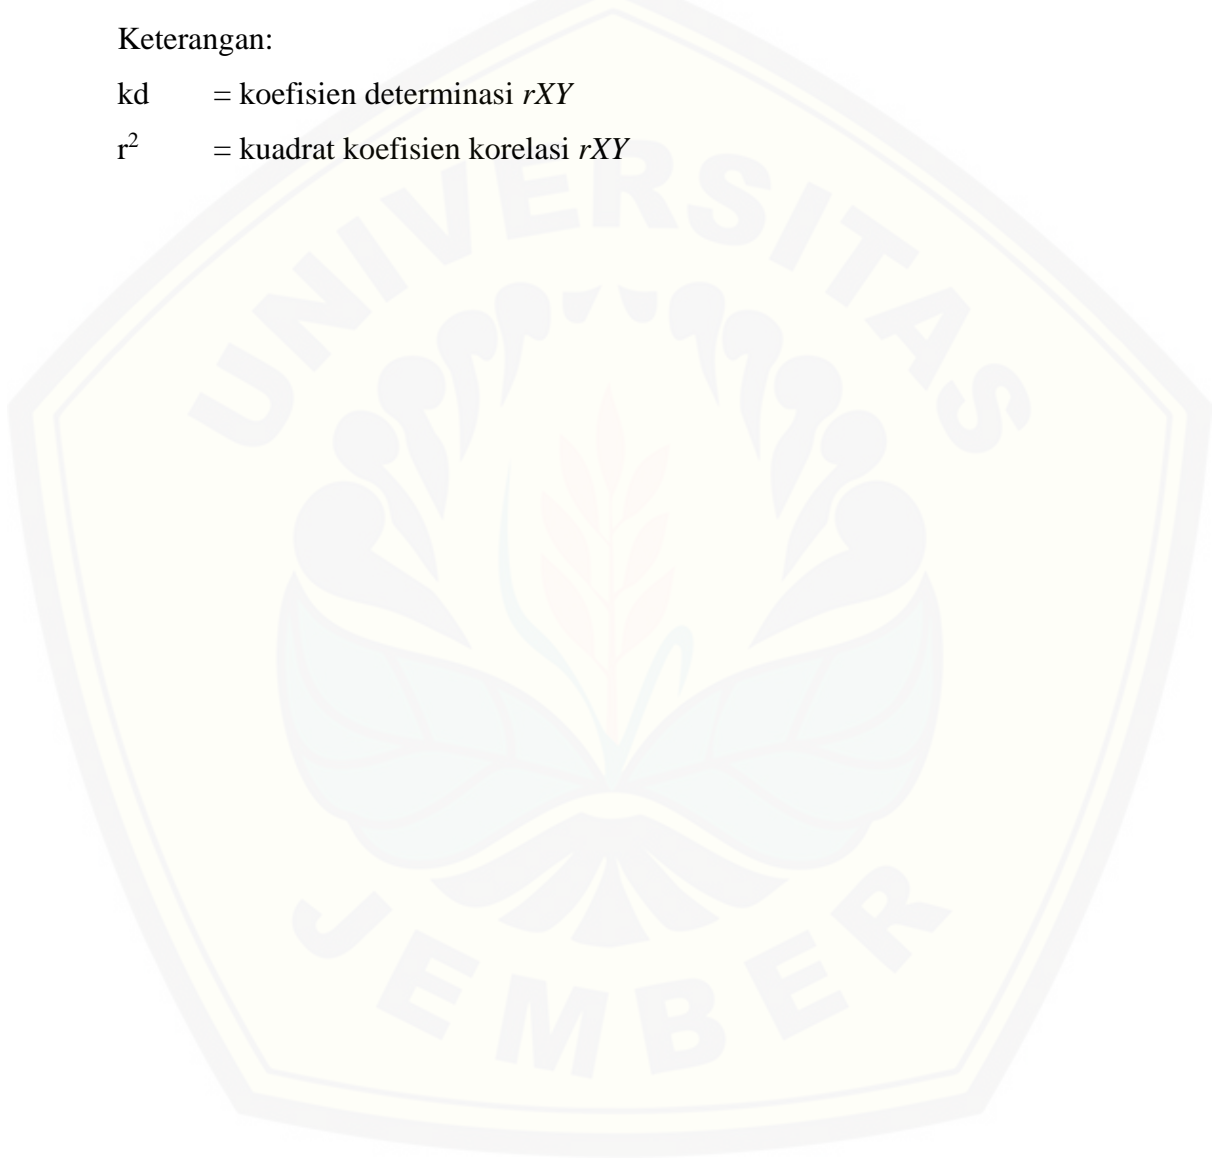 Keterangan:
kd = koefisien determinasi rXY
r² = kuadrat koefisien korelasi rXY
UNIVERSITAS
JEMBER